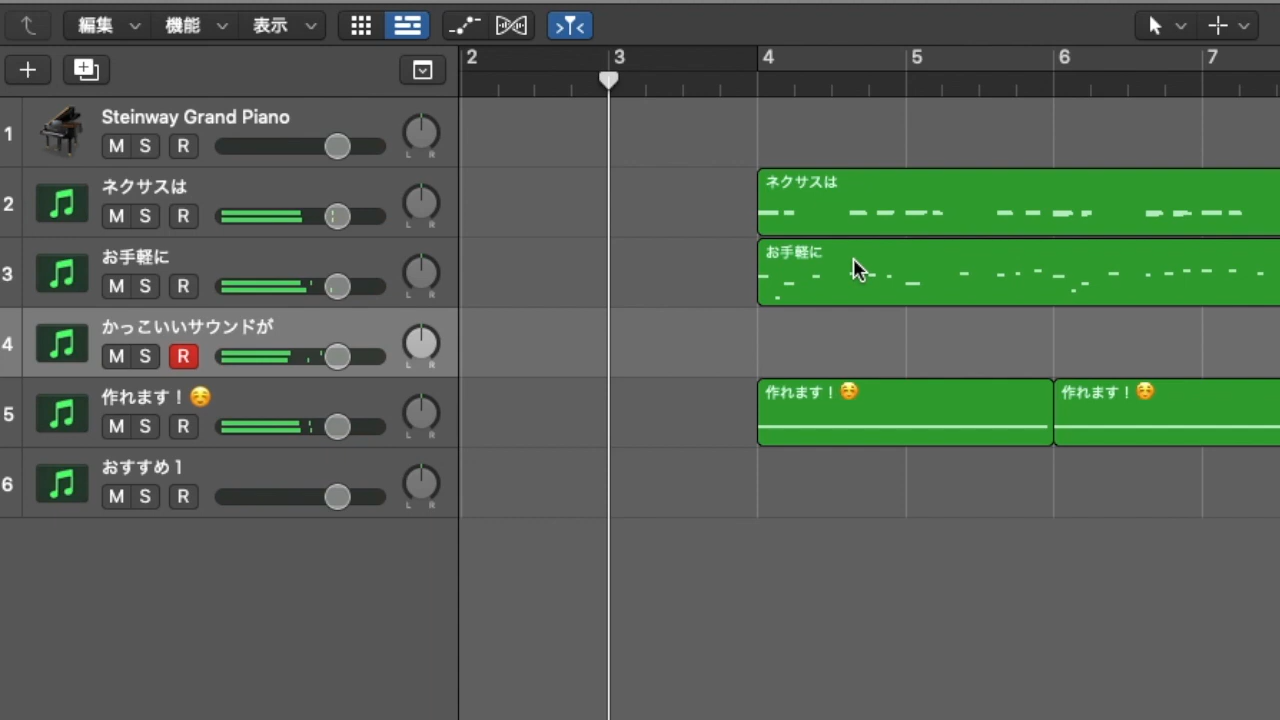 編集 機能 表示
2 3 4 5 6 7
1 Steinway Grand Piano
M S R L R
2 ネクサスは ネクサスは
M S R L R
3 お手軽に お手軽に
M S R L R
4 かっこいいサウンドが
M S R L R
5 作れます！☺️ 作れます！☺️ 作れます！☺️
M S R L R
6 おすすめ1
M S R L R